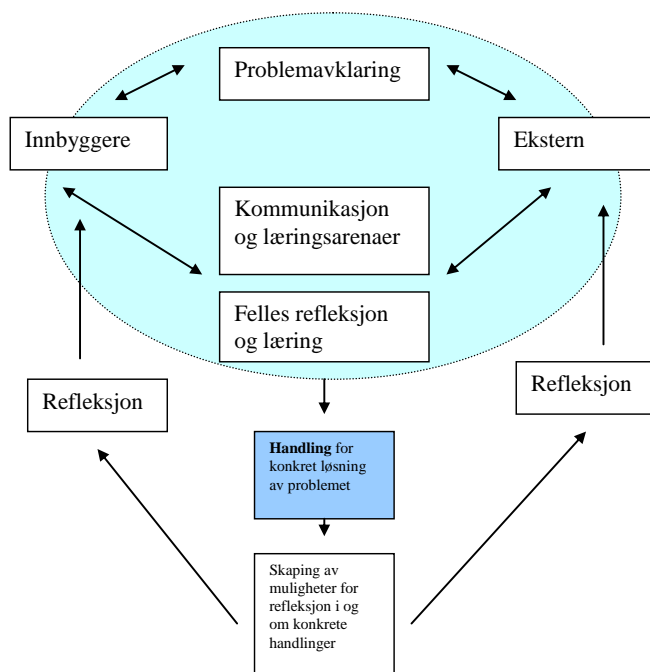 Problemavklaring
Innbyggere
Ekstern
Kommunikasjon
og læringsarenaer
Felles refleksjon
og læring
Refleksjon
Refleksjon
Handling for
konkret løsning
av problemet
Skaping av
muligheter for
refleksjon i og
om konkrete
handlinger